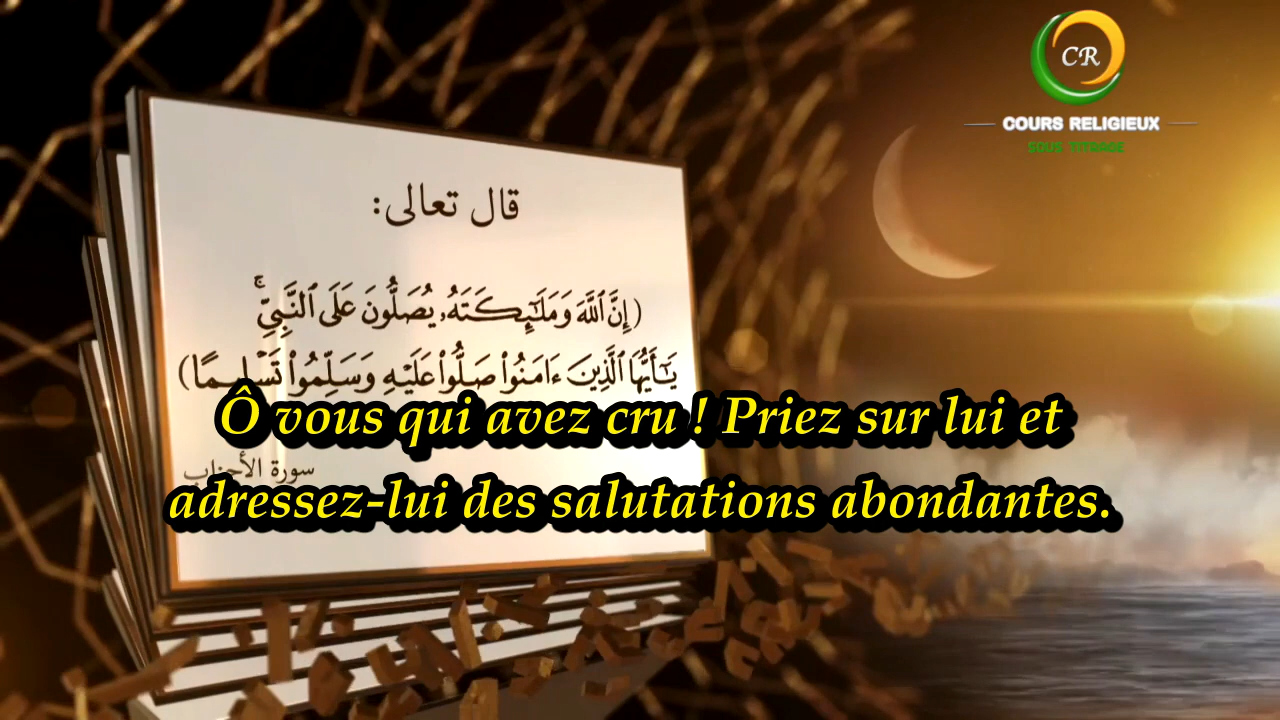 CR
COURS RELIGIEUX
SOUS TITRAGE
قال تعالى:
(إِنَّ ٱللَّهَ وَمَلَٰٓئِكَتَهُۥ يُصَلُّونَ عَلَى ٱلنَّبِيِّۚ
يَٰٓأَيُّهَا ٱلَّذِينَ ءَامَنُوا۟ صَلُّوا۟ عَلَيْهِ وَسَلِّمُوا۟ تَسْلِيمًا)
Ô vous qui avez cru ! Priez sur lui et
سورة الأحزاب
adressez-lui des salutations abondantes.